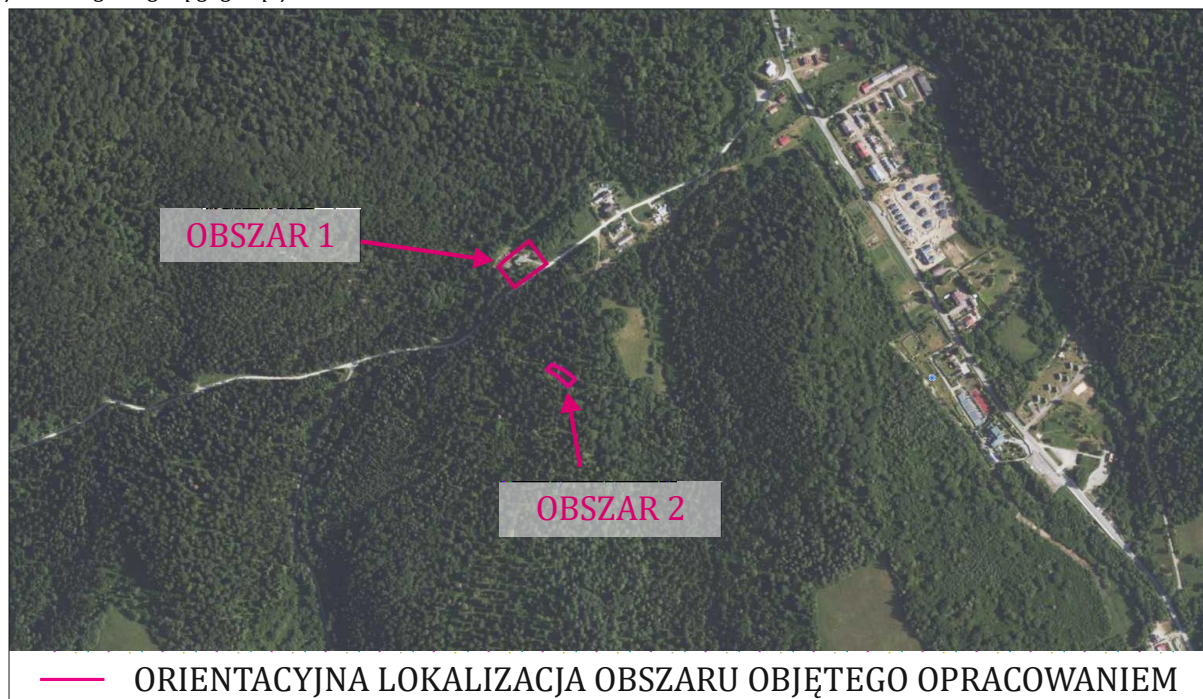 OBSZAR 1
OBSZAR 2
ORIENTACYJNA LOKALIZACJA OBSZARU OBJĘTEGO OPRACOWANIEM